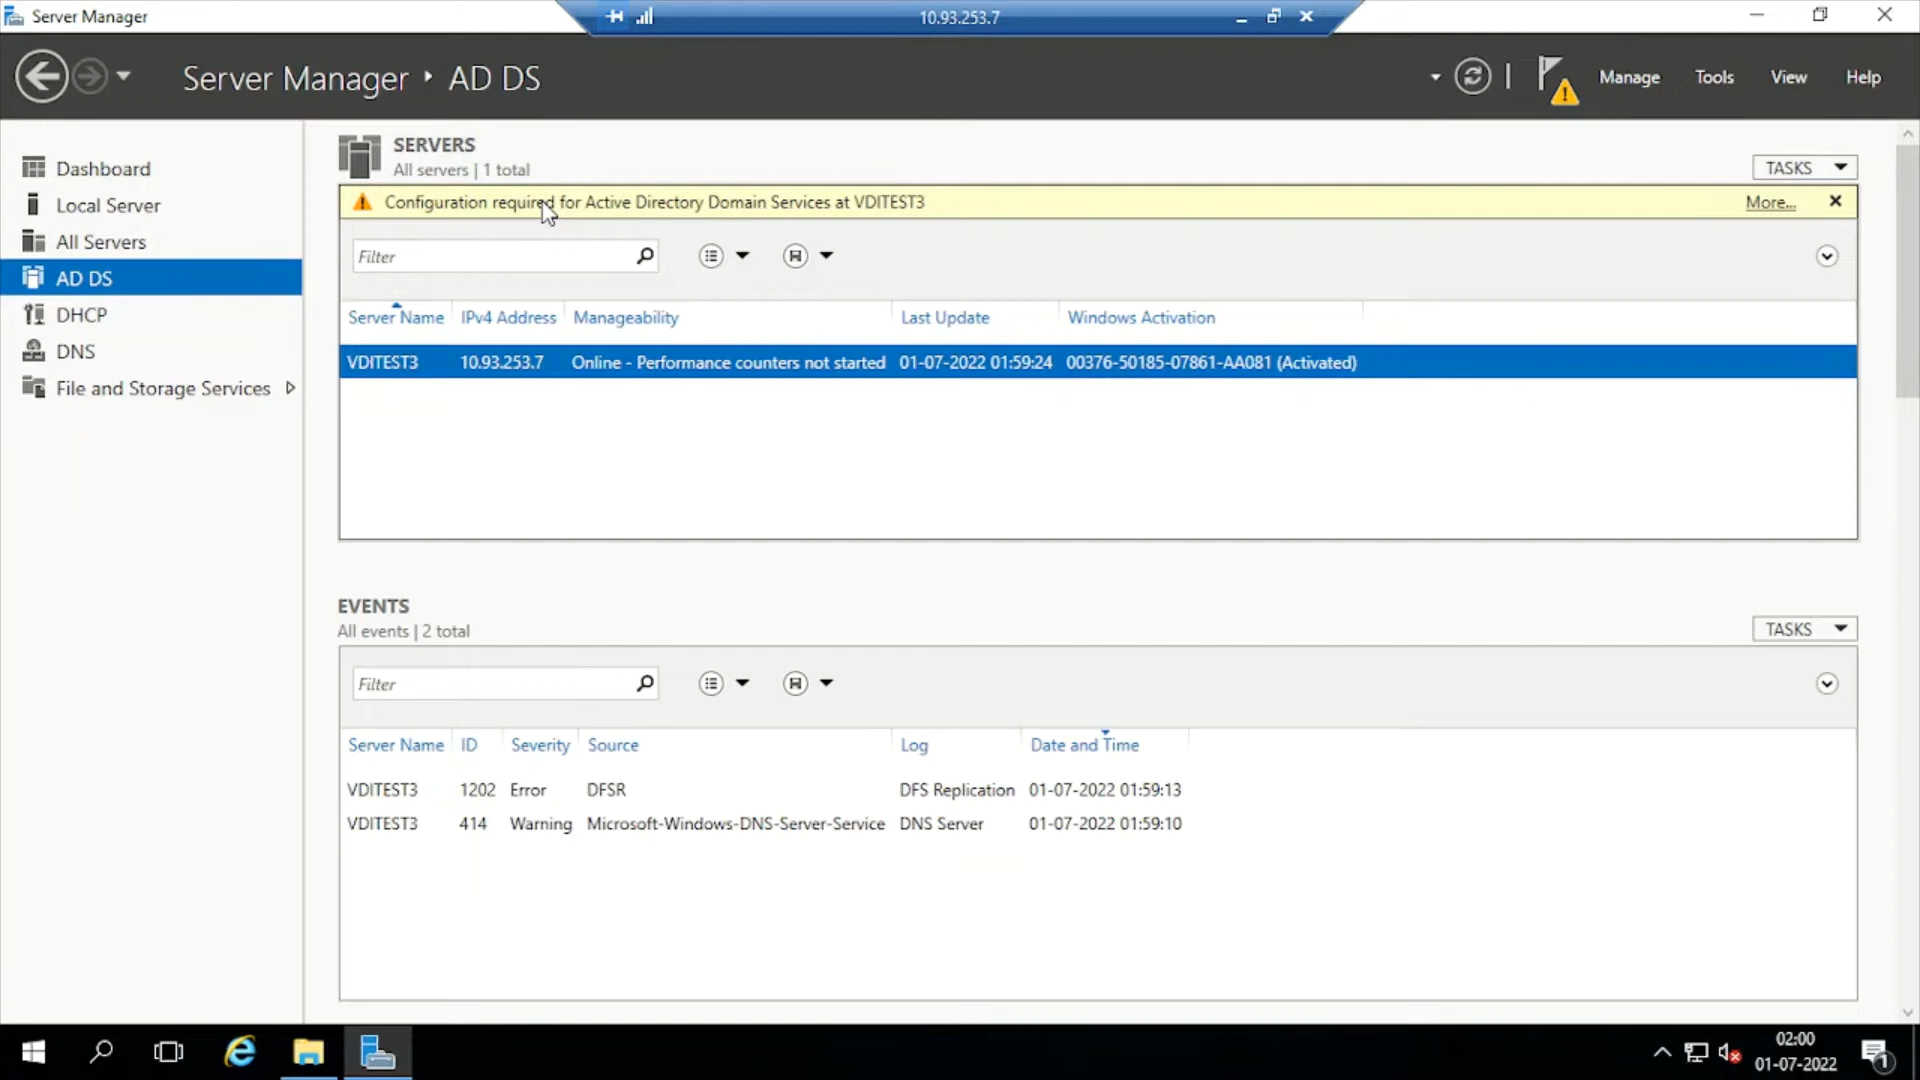 Server Manager
10.93.253.7
Server Manager ‣ AD DS
Manage
Tools
View
Help
Dashboard
Local Server
All Servers
AD DS
DHCP
DNS
File and Storage Services
SERVERS
All servers | 1 total
TASKS
Configuration required for Active Directory Domain Services at VDITEST3
More...
Filter
Server Name IPv4 Address Manageability Last Update Windows Activation
VDITEST3 10.93.253.7 Online - Performance counters not started 01-07-2022 01:59:24 00376-50185-07861-AA081 (Activated)
EVENTS
All events | 2 total
TASKS
Filter
Server Name ID Severity Source Log Date and Time
VDITEST3 1202 Error DFSR DFS Replication 01-07-2022 01:59:13
VDITEST3 414 Warning Microsoft-Windows-DNS-Server-Service DNS Server 01-07-2022 01:59:10
02:00
01-07-2022
1